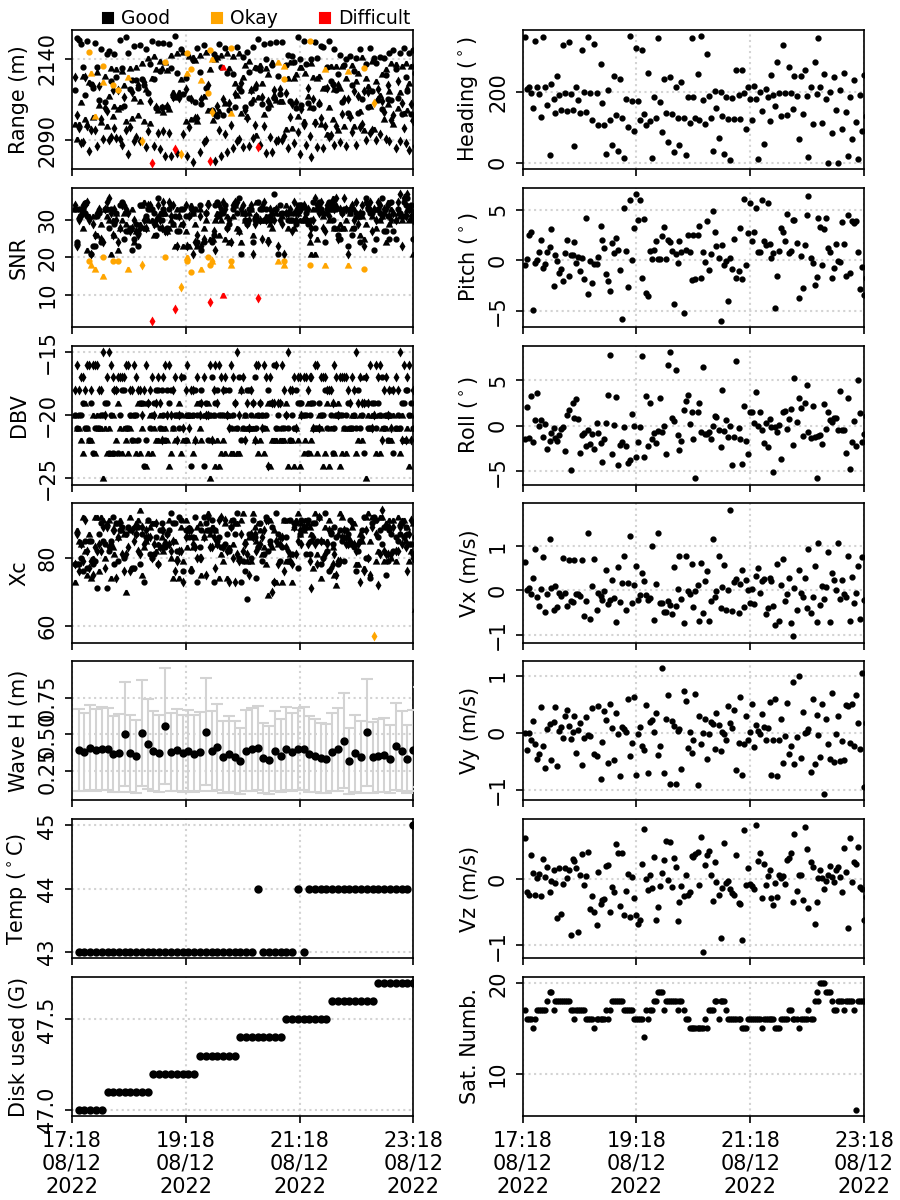 Good Okay Difficult
Range (m)
2140
2090
Heading (°)
200
0
SNR
30
20
10
Pitch (°)
5
0
−5
DBV
−15
−20
−25
Roll (°)
5
0
−5
Xc
80
60
Vx (m/s)
1
0
−1
Wave H (m)
0.75
0.50
0.25
Vy (m/s)
1
0
−1
Temp (°C)
45
44
43
Vz (m/s)
0
−1
Disk used (G)
47.5
47.0
Sat. Numb.
20
10
17:18 19:18 21:18 23:18 17:18 19:18 21:18 23:18
08/12 08/12 08/12 08/12 08/12 08/12 08/12 08/12
2022 2022 2022 2022 2022 2022 2022 2022